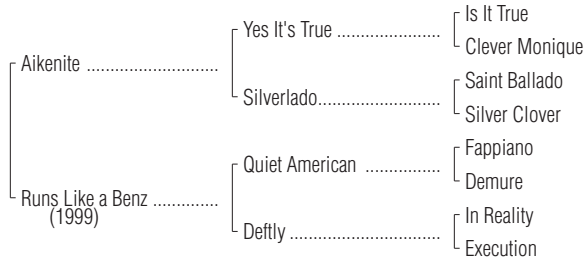 Is It True
Yes It's True ..................
Clever Monique
Aikenite .......................
Saint Ballado
Silverlado.....................
Silver Clover
Fappiano
Quiet American .............
Demure
Runs Like a Benz ............
(1999)
In Reality
Deftly ..........................
Execution